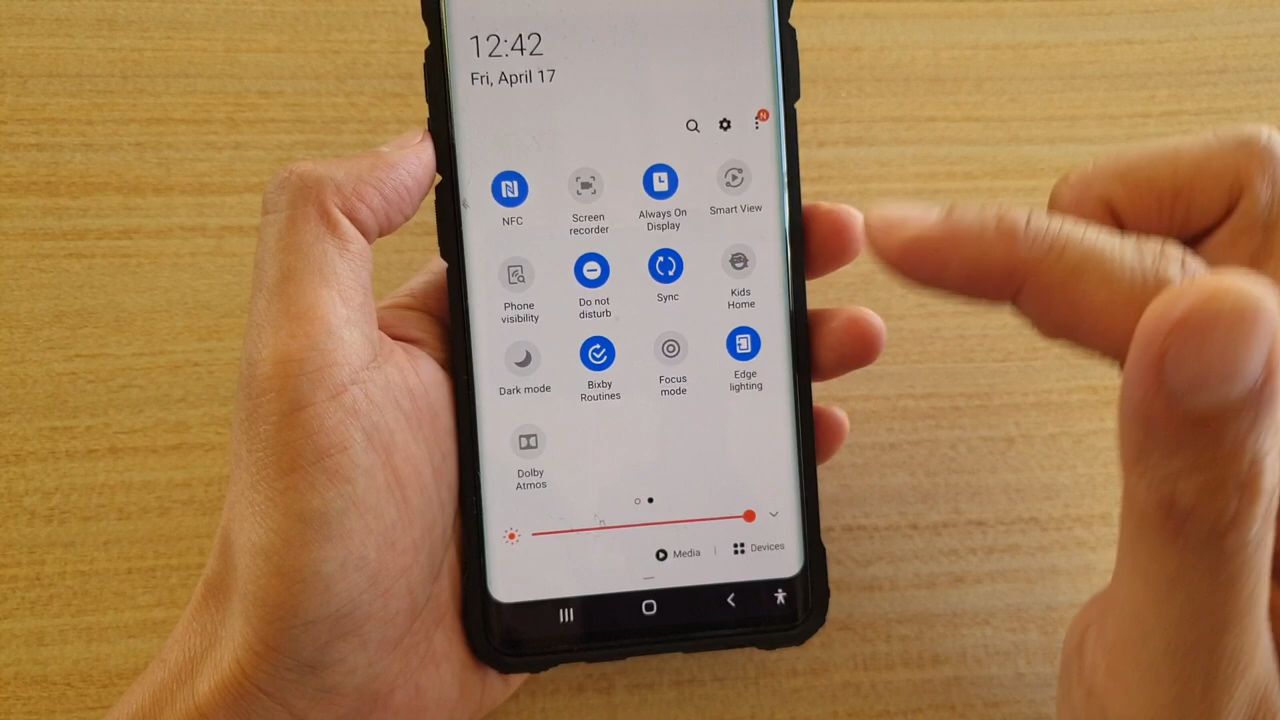 12:42
Fri, April 17
N
NFC
Screen
recorder
Always On
Display
Smart View
Phone
visibility
Do not
disturb
Sync
Kids
Home
Dark mode
Bixby
Routines
Focus
mode
Edge
lighting
Dolby
Atmos
Media | Devices